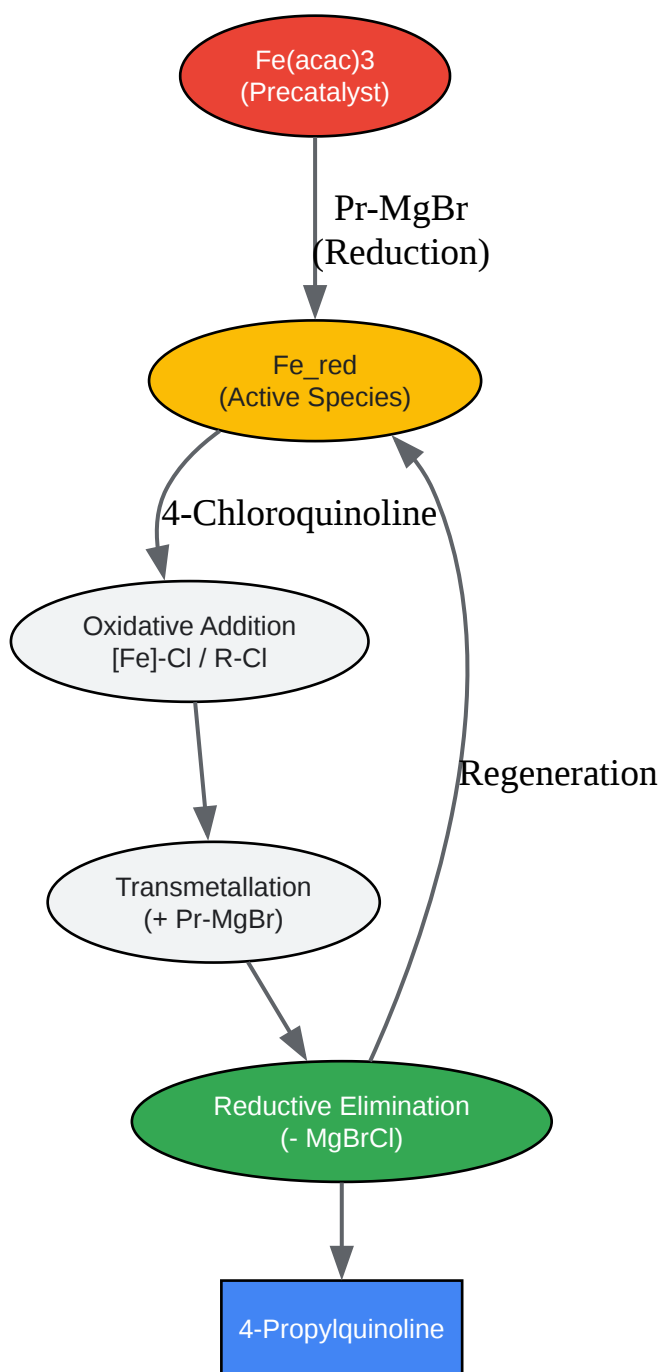 Fe(acac)3
(Precatalyst)
Pr-MgBr
(Reduction)
Fe_red
(Active Species)
4-Chloroquinoline
Oxidative Addition
[Fe]-Cl / R-Cl
Regeneration
Transmetallation
(+ Pr-MgBr)
Reductive Elimination
(- MgBrCl)
4-Propylquinoline